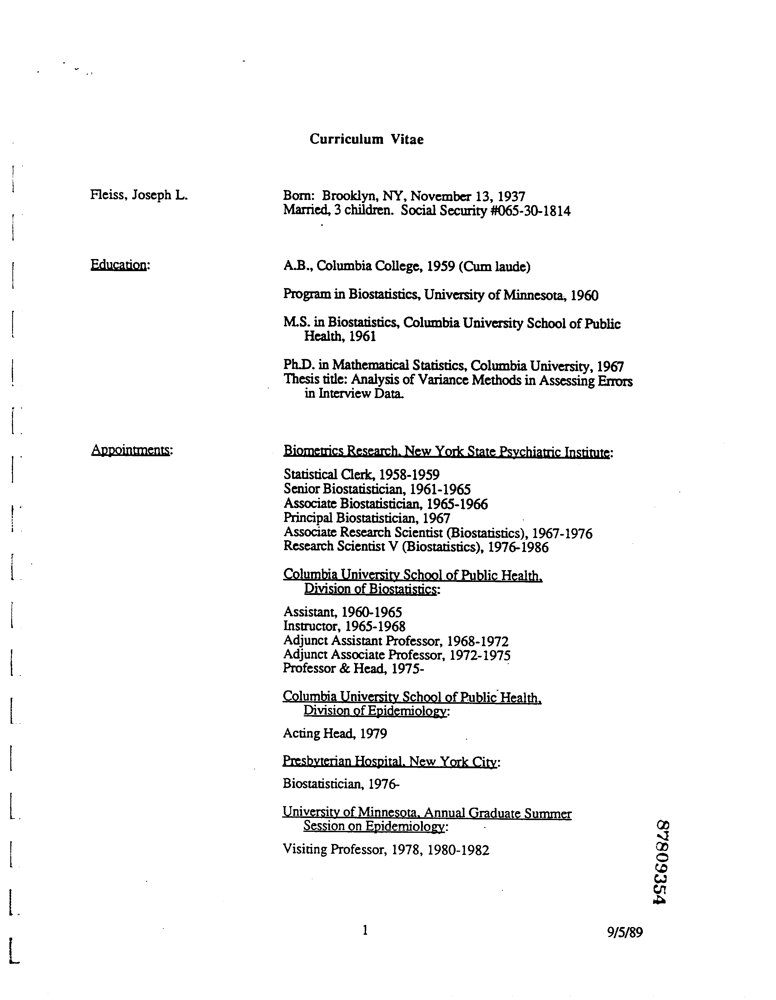 Curriculum Vitae
Fleiss, Joseph L.
Born: Brooklyn, NY, November 13, 1937
Married, 3 children. Social Security #065-30-1814
Education:
A.B., Columbia College, 1959 (Cum laude)
Program in Biostatistics, University of Minnesota, 1960
M.S. in Biostatistics, Columbia University School of Public
Health, 1961
Ph.D. in Mathematical Statistics, Columbia University, 1967
Thesis title: Analysis of Variance Methods in Assessing Errors
in Interview Data.
Appointments:
Biometrics Research, New York State Psychiatric Institute:
Statistical Clerk, 1958-1959
Senior Biostatistician, 1961-1965
Associate Biostatistician, 1965-1966
Principal Biostatistician, 1967
Associate Research Scientist (Biostatistics), 1967-1976
Research Scientist V (Biostatistics), 1976-1986
Columbia University School of Public Health,
Division of Biostatistics:
Assistant, 1960-1965
Instructor, 1965-1968
Adjunct Assistant Professor, 1968-1972
Adjunct Associate Professor, 1972-1975
Professor & Head, 1975-
Columbia University School of Public Health,
Division of Epidemiology:
Acting Head, 1979
Presbyterian Hospital, New York City:
Biostatistician, 1976-
University of Minnesota, Annual Graduate Summer
Session on Epidemiology:
Visiting Professor, 1978, 1980-1982
87809354
1
9/5/89